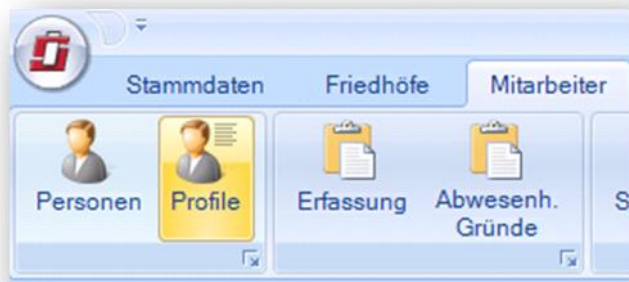 Stammdaten Friedhöfe Mitarbeiter
Personen Profile Erfassung Abwesenh.
Gründe